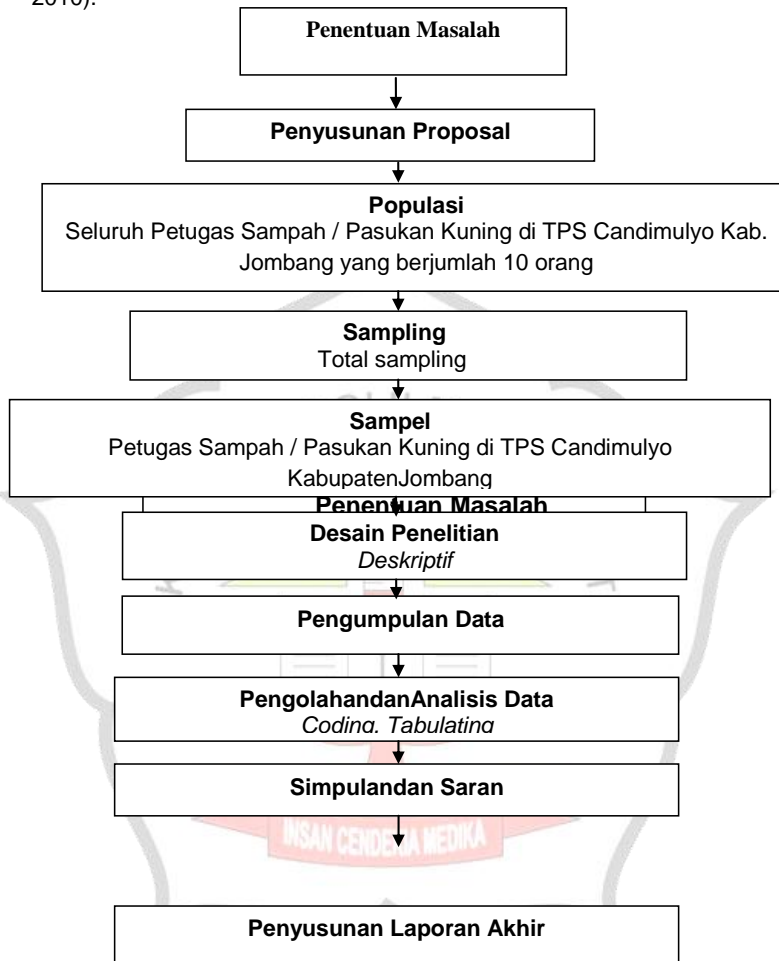 2010).
Penentuan Masalah
Penyusunan Proposal
Populasi
Seluruh Petugas Sampah / Pasukan Kuning di TPS Candimulyo Kab.
Jombang yang berjumlah 10 orang
Sampling
Total sampling
Sampel
Petugas Sampah / Pasukan Kuning di TPS Candimulyo
KabupatenJombang
Penentuan Masalah
Desain Penelitian
Deskriptif
Pengumpulan Data
PengolahandanAnalisis Data
Coding, Tabulating
Simpulandan Saran
INSAN CENDEKIA MEDIKA
Penyusunan Laporan Akhir